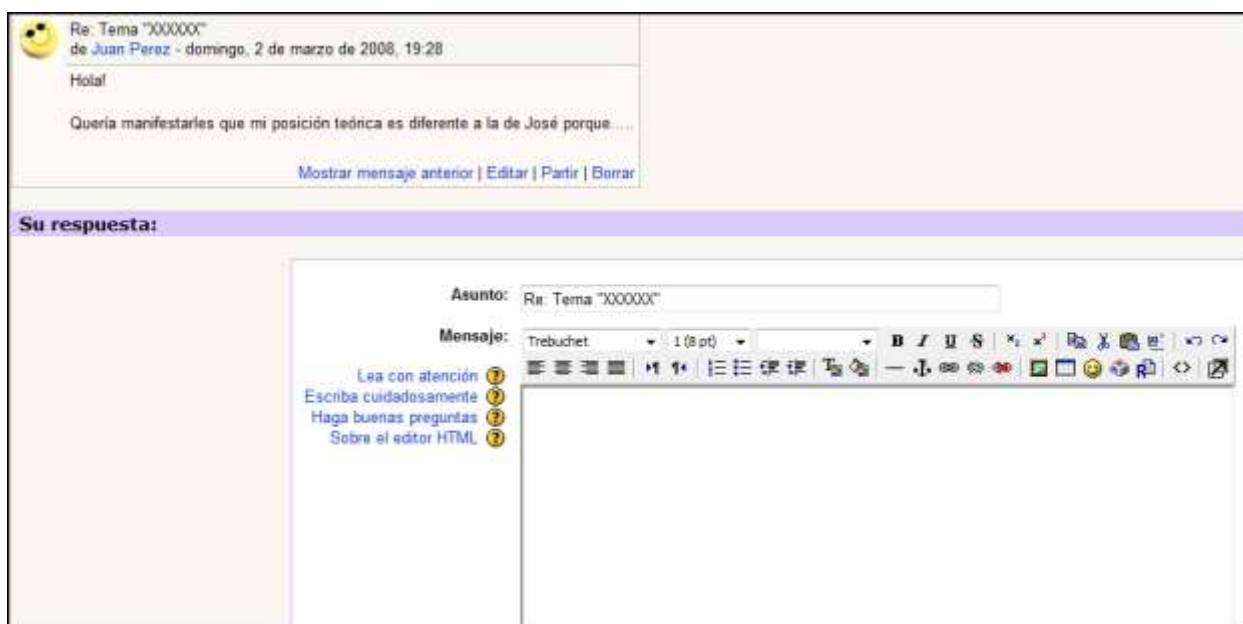 Re: Tema "XXXXXX"
de Juan Perez - domingo, 2 de marzo de 2008, 19:28
Hola!
Quería manifestarles que mi posición teórica es diferente a la de José porque.....
Mostrar mensaje anterior | Editar | Partir | Borrar
Su respuesta:
Asunto: Re: Tema "XXXXXX"
Mensaje: Trebuchet 1 (8 pt) B I U S
Lea con atención
Escriba cuidadosamente
Haga buenas preguntas
Sobre el editor HTML